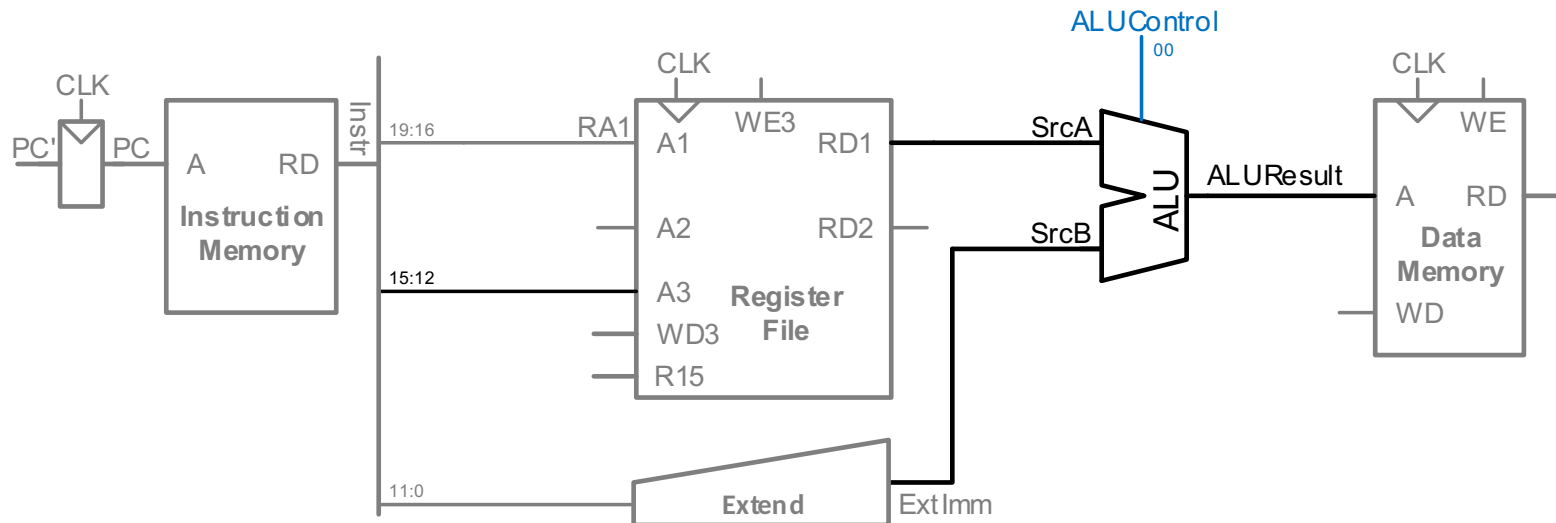 ALUControl
00
CLK
CLK
CLK
Instr
19:16
RA1
A1
WE3
RD1
SrcA
WE
PC'
PC
A
RD
ALU
ALUResult
A
RD
Instruction
Memory
A2
RD2
SrcB
Data
Memory
15:12
A3
Register
File
WD3
WD
R15
11:0
Extend
ExtImm